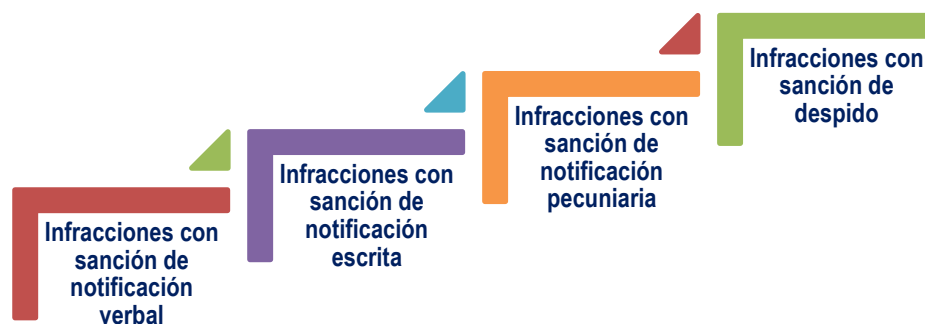 Infracciones con
sanción de
notificación
verbal
Infracciones con
sanción de
notificación
escrita
Infracciones con
sanción de
notificación
pecuniaria
Infracciones con
sanción de
despido